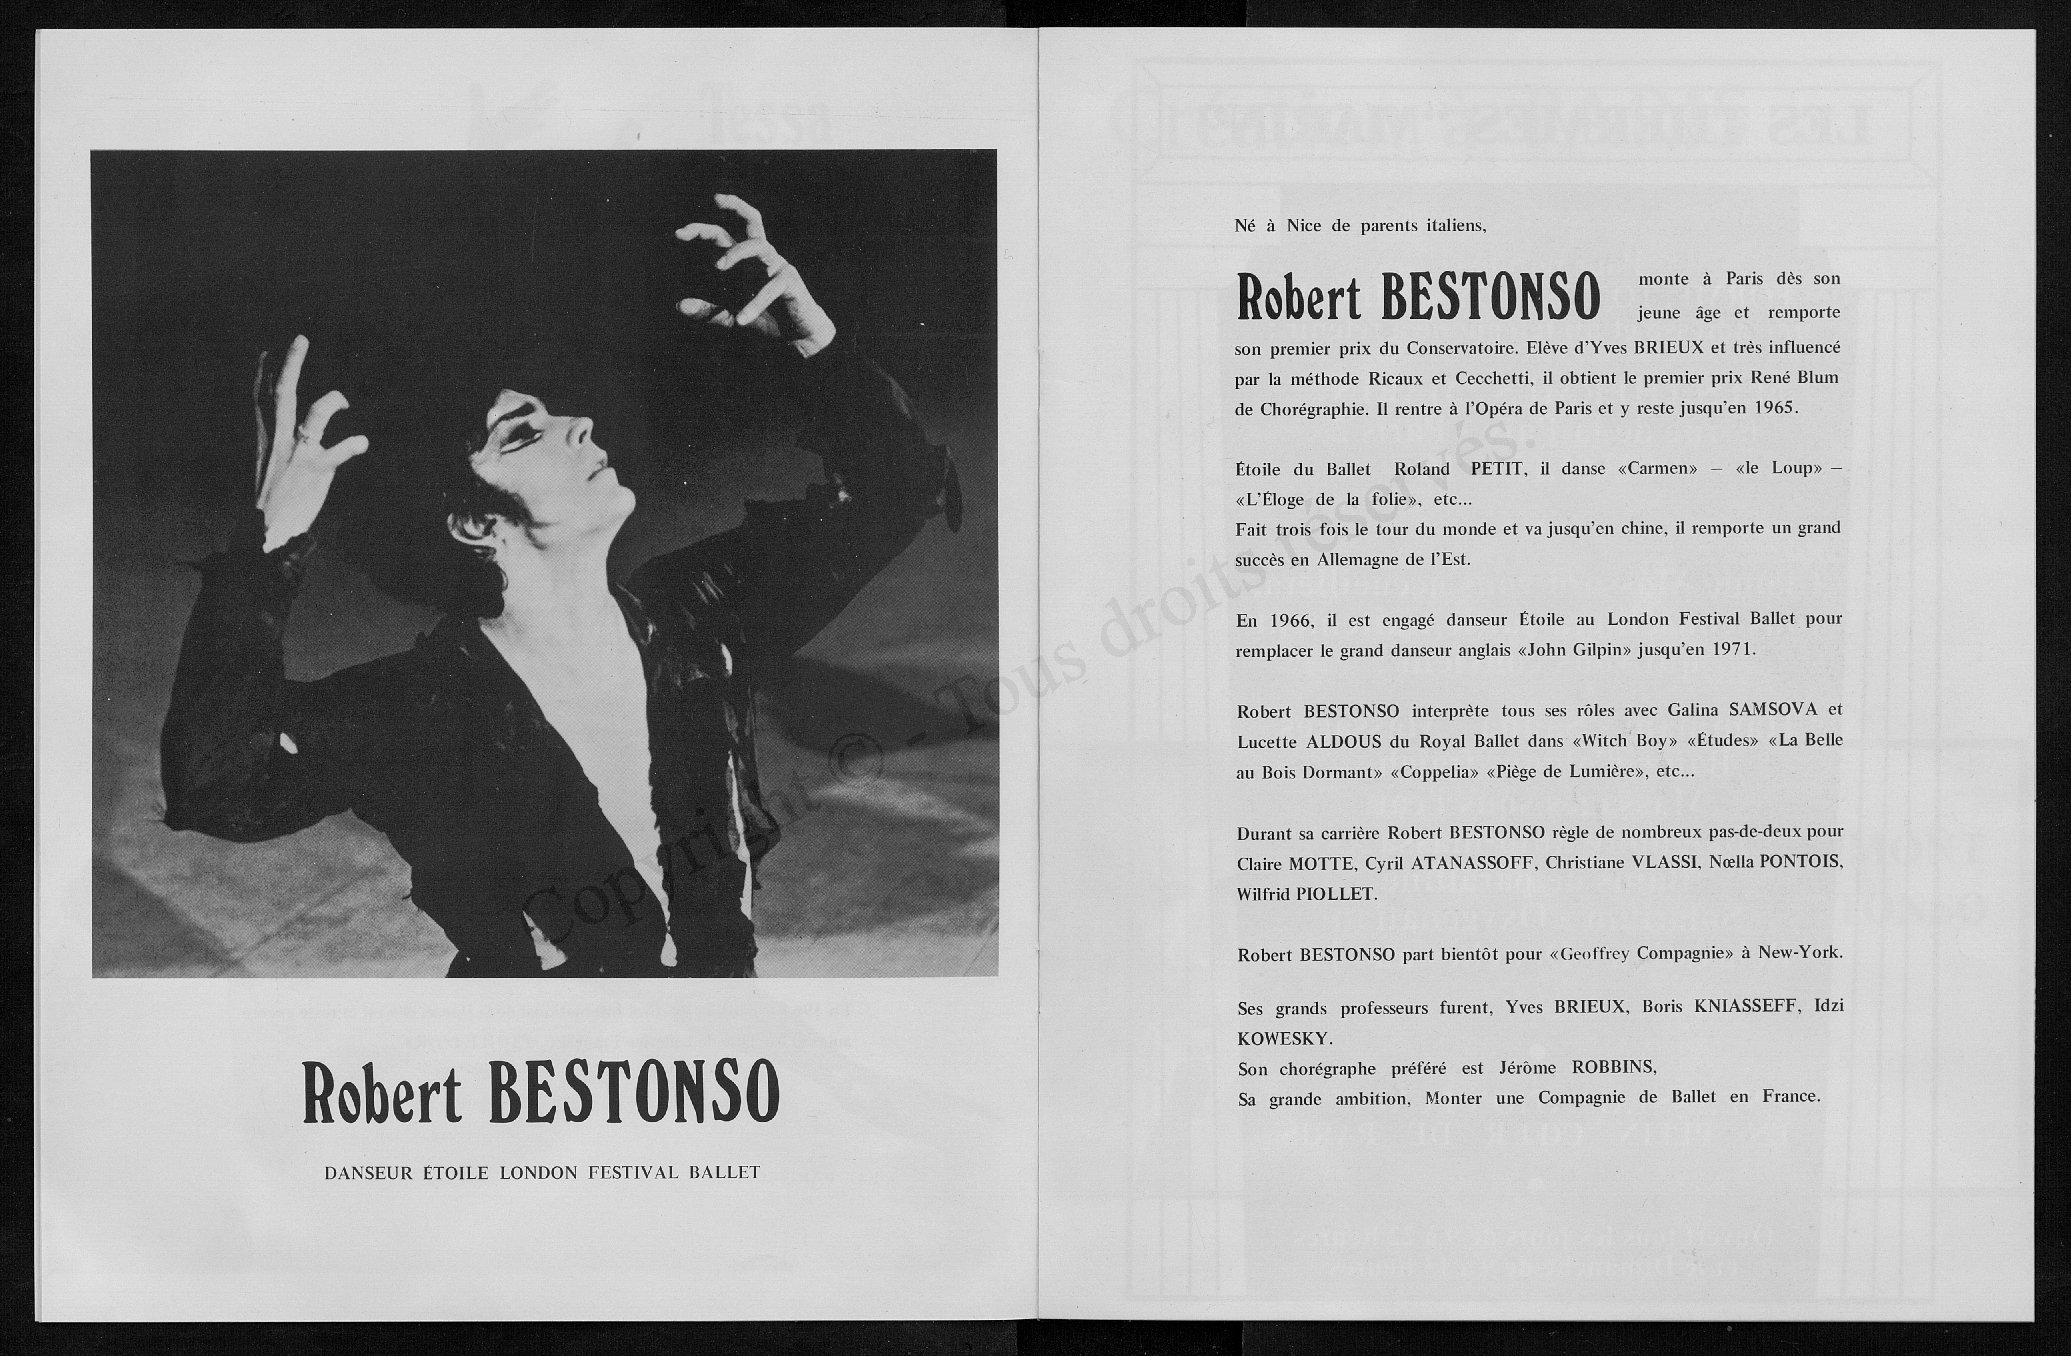 Robert BESTONSO
DANSEUR ÉTOILE LONDON FESTIVAL BALLET
Né à Nice de parents italiens,
Robert BESTONSO monte à Paris dès son
jeune âge et remporte
son premier prix du Conservatoire. Elève d'Yves BRIEUX et très influencé
par la méthode Ricaux et Cecchetti, il obtient le premier prix René Blum
de Chorégraphie. Il rentre à l'Opéra de Paris et y reste jusqu'en 1965.
Étoile du Ballet Roland PETIT, il danse «Carmen» – «le Loup» –
«L'Éloge de la folie», etc...
Fait trois fois le tour du monde et va jusqu'en chine, il remporte un grand
succès en Allemagne de l'Est.
En 1966, il est engagé danseur Étoile au London Festival Ballet pour
remplacer le grand danseur anglais «John Gilpin» jusqu'en 1971.
Robert BESTONSO interprète tous ses rôles avec Galina SAMSOVA et
Lucette ALDOUS du Royal Ballet dans «Witch Boy» «Études» «La Belle
au Bois Dormant» «Coppelia» «Piège de Lumière», etc...
Durant sa carrière Robert BESTONSO règle de nombreux pas-de-deux pour
Claire MOTTE, Cyril ATANASSOFF, Christiane VLASSI, Nœlla PONTOIS,
Wilfrid PIOLLET.
Robert BESTONSO part bientôt pour «Geoffrey Compagnie» à New-York.
Ses grands professeurs furent, Yves BRIEUX, Boris KNIASSEFF, Idzi
KOWESKY.
Son chorégraphe préféré est Jérôme ROBBINS,
Sa grande ambition, Monter une Compagnie de Ballet en France.
Copyright © - Tous droits réservés.